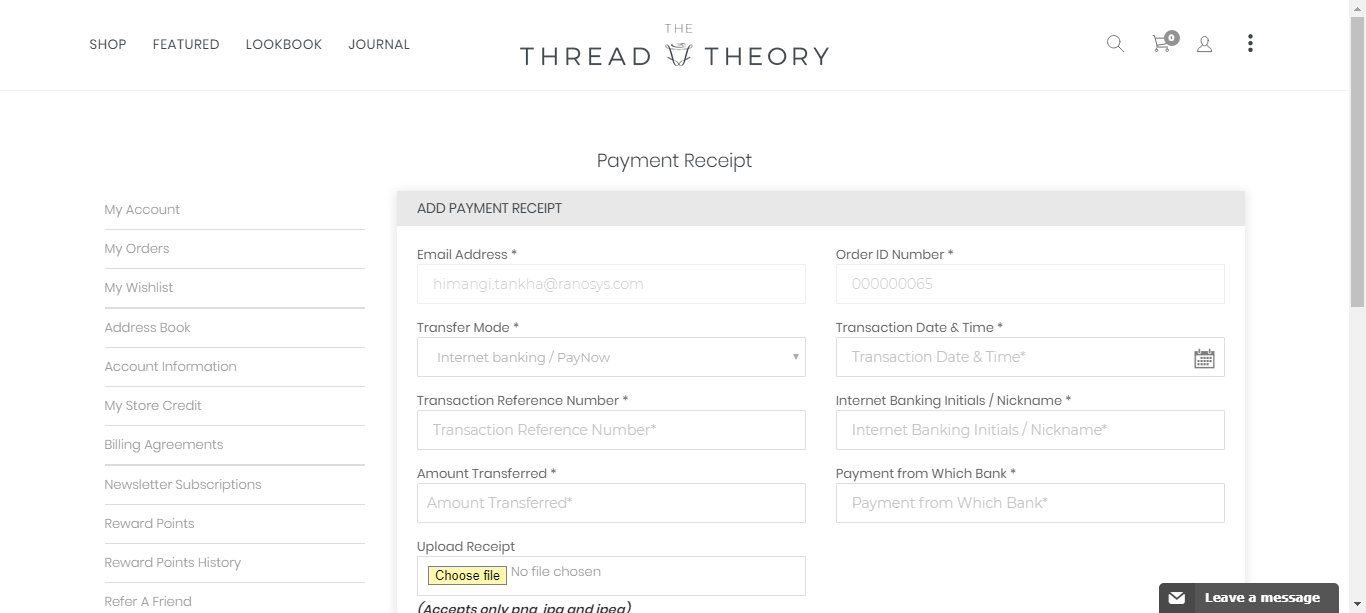 SHOP FEATURED LOOKBOOK JOURNAL
THE
THREAD THEORY
0
Payment Receipt
My Account
My Orders
My Wishlist
Address Book
Account Information
My Store Credit
Billing Agreements
Newsletter Subscriptions
Reward Points
Reward Points History
Refer A Friend
ADD PAYMENT RECEIPT
Email Address * Order ID Number *
himangi.tankha@ranosys.com 000000065
Transfer Mode * Transaction Date & Time *
Internet banking / PayNow Transaction Date & Time*
Transaction Reference Number * Internet Banking Initials / Nickname *
Transaction Reference Number* Internet Banking Initials / Nickname*
Amount Transferred * Payment from Which Bank *
Amount Transferred* Payment from Which Bank*
Upload Receipt
Choose file No file chosen
(Accepts only png, jpg and jpeg)
Leave a message